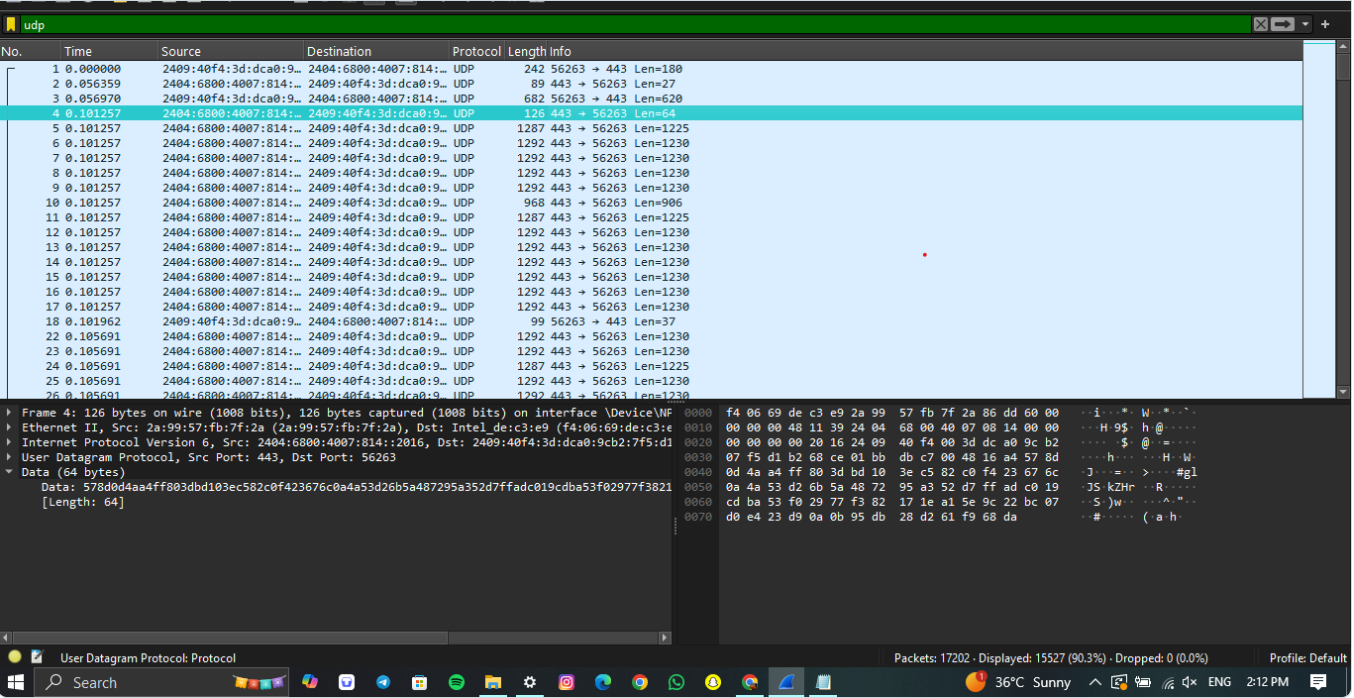 udp
No. Time Source Destination Protocol Length Info
1 0.000000 2409:40f4:3d:dca0:9… 2404:6800:4007:814:… UDP 242 56263 → 443 Len=180
2 0.056359 2404:6800:4007:814:… 2409:40f4:3d:dca0:9… UDP 89 443 → 56263 Len=27
3 0.056970 2409:40f4:3d:dca0:9… 2404:6800:4007:814:… UDP 682 56263 → 443 Len=620
4 0.101257 2404:6800:4007:814:… 2409:40f4:3d:dca0:9… UDP 126 443 → 56263 Len=64
5 0.101257 2404:6800:4007:814:… 2409:40f4:3d:dca0:9… UDP 1287 443 → 56263 Len=1225
6 0.101257 2404:6800:4007:814:… 2409:40f4:3d:dca0:9… UDP 1292 443 → 56263 Len=1230
7 0.101257 2404:6800:4007:814:… 2409:40f4:3d:dca0:9… UDP 1292 443 → 56263 Len=1230
8 0.101257 2404:6800:4007:814:… 2409:40f4:3d:dca0:9… UDP 1292 443 → 56263 Len=1230
9 0.101257 2404:6800:4007:814:… 2409:40f4:3d:dca0:9… UDP 1292 443 → 56263 Len=1230
10 0.101257 2404:6800:4007:814:… 2409:40f4:3d:dca0:9… UDP 968 443 → 56263 Len=906
11 0.101257 2404:6800:4007:814:… 2409:40f4:3d:dca0:9… UDP 1287 443 → 56263 Len=1225
12 0.101257 2404:6800:4007:814:… 2409:40f4:3d:dca0:9… UDP 1292 443 → 56263 Len=1230
13 0.101257 2404:6800:4007:814:… 2409:40f4:3d:dca0:9… UDP 1292 443 → 56263 Len=1230
14 0.101257 2404:6800:4007:814:… 2409:40f4:3d:dca0:9… UDP 1292 443 → 56263 Len=1230
15 0.101257 2404:6800:4007:814:… 2409:40f4:3d:dca0:9… UDP 1292 443 → 56263 Len=1230
16 0.101257 2404:6800:4007:814:… 2409:40f4:3d:dca0:9… UDP 1292 443 → 56263 Len=1230
17 0.101257 2404:6800:4007:814:… 2409:40f4:3d:dca0:9… UDP 1292 443 → 56263 Len=1230
18 0.101962 2409:40f4:3d:dca0:9… 2404:6800:4007:814:… UDP 99 56263 → 443 Len=37
22 0.105691 2404:6800:4007:814:… 2409:40f4:3d:dca0:9… UDP 1292 443 → 56263 Len=1230
23 0.105691 2404:6800:4007:814:… 2409:40f4:3d:dca0:9… UDP 1292 443 → 56263 Len=1230
24 0.105691 2404:6800:4007:814:… 2409:40f4:3d:dca0:9… UDP 1287 443 → 56263 Len=1225
25 0.105691 2404:6800:4007:814:… 2409:40f4:3d:dca0:9… UDP 1292 443 → 56263 Len=1230
26 0.105691 2404:6800:4007:814:… 2409:40f4:3d:dca0:9… UDP 1292 443 → 56263 Len=1230
Frame 4: 126 bytes on wire (1008 bits), 126 bytes captured (1008 bits) on interface \Device\NP
Ethernet II, Src: 2a:99:57:fb:7f:2a (2a:99:57:fb:7f:2a), Dst: Intel_de:c3:e9 (f4:06:69:de:c3:e
Internet Protocol Version 6, Src: 2404:6800:4007:814::2016, Dst: 2409:40f4:3d:dca0:9cb2:7f5:d1
User Datagram Protocol, Src Port: 443, Dst Port: 56263
Data (64 bytes)
Data: 578d0d4aa4ff803dbd103ec582c0f423676c0a4a53d26b5a487295a352d7ffadc019cdba53f02977f3821
[Length: 64]
0000 f4 06 69 de c3 e9 2a 99 57 fb 7f 2a 86 dd 60 00 ··i···*· W··*··`·
0010 00 00 00 48 11 39 24 04 68 00 40 07 08 14 00 00 ···H·9$· h·@·····
0020 00 00 00 00 20 16 24 09 40 f4 00 3d dc a0 9c b2 ···· ·$· @··=····
0030 07 f5 d1 b2 68 ce 01 bb db c7 00 48 16 a4 57 8d ····h··· ···H··W·
0040 0d 4a a4 ff 80 3d bd 10 3e c5 82 c0 f4 23 67 6c ·J···=·· >····#gl
0050 0a 4a 53 d2 6b 5a 48 72 95 a3 52 d7 ff ad c0 19 ·JS·kZHr ··R·····
0060 cd ba 53 f0 29 77 f3 82 17 1e a1 5e 9c 22 bc 07 ··S·)w·· ···^·"··
0070 d0 e4 23 d9 0a 0b 95 db 28 d2 61 f9 68 da ··#····· (·a·h·
User Datagram Protocol: Protocol
Packets: 17202 · Displayed: 15527 (90.3%) · Dropped: 0 (0.0%)
Profile: Default
Search
1
36°C Sunny
ENG
2:12 PM